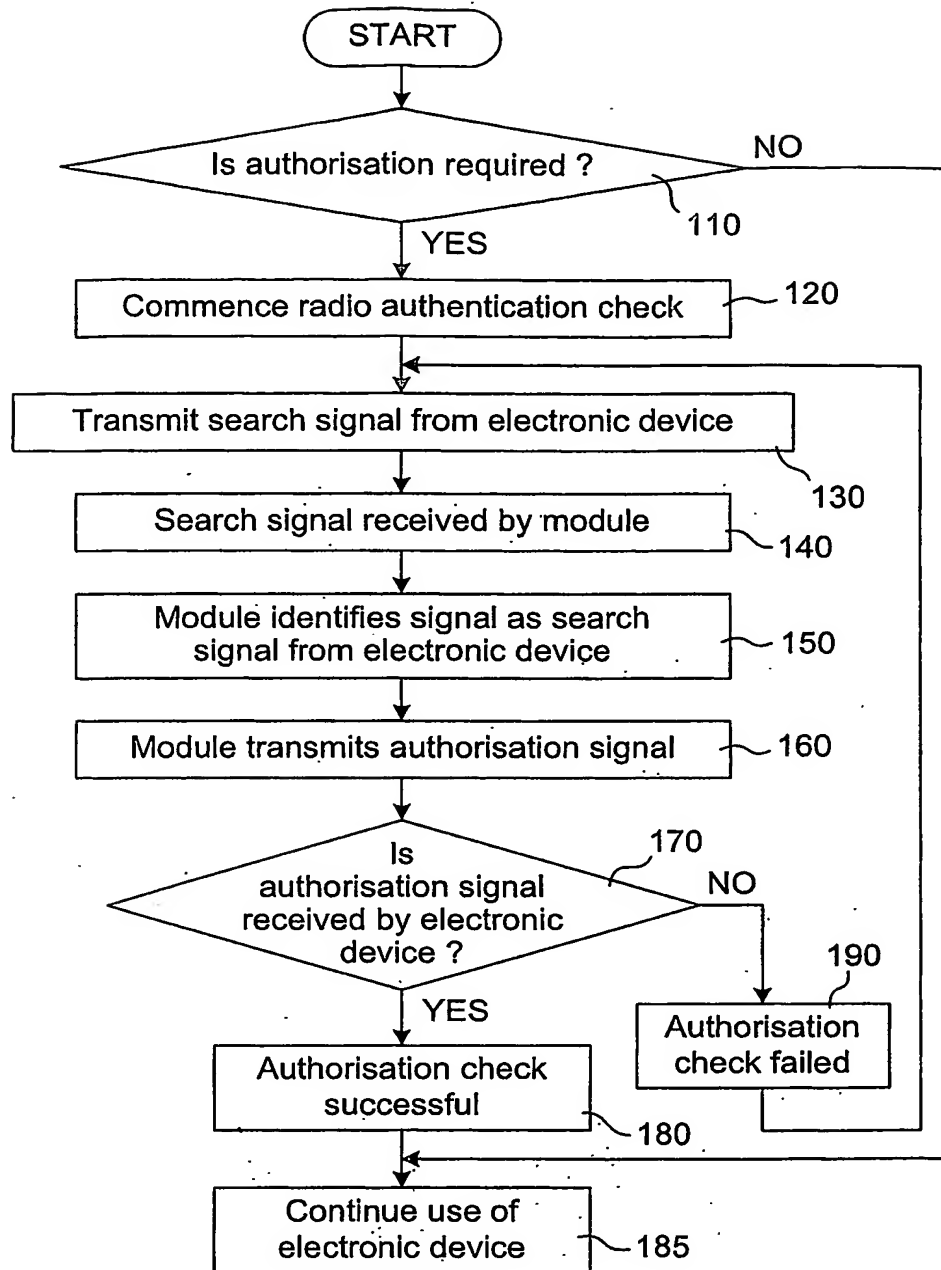 START
Is authorisation required ?
NO
110
YES
Commence radio authentication check
120
Transmit search signal from electronic device
130
Search signal received by module
140
Module identifies signal as search
signal from electronic device
150
Module transmits authorisation signal
160
Is
authorisation signal
received by electronic
device ?
170
NO
YES
190
Authorisation
check failed
Authorisation check
successful
180
Continue use of
electronic device
185